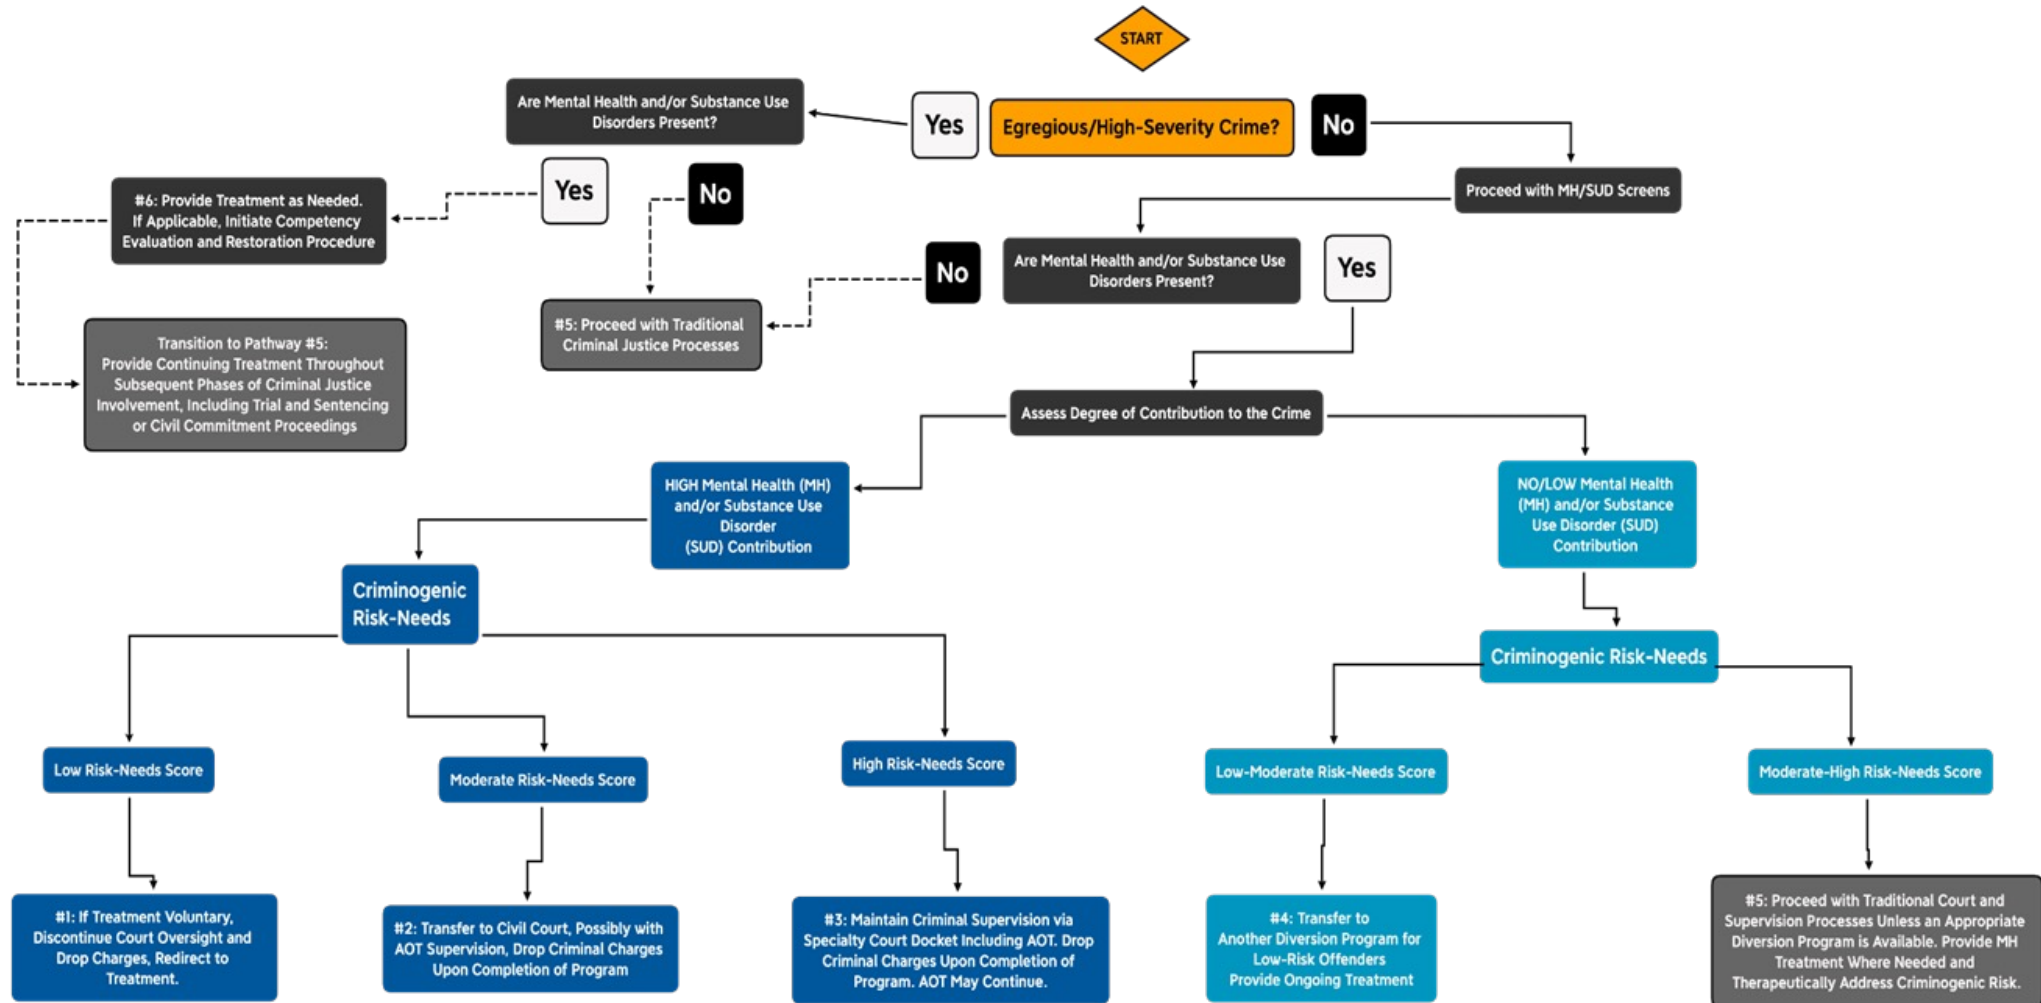 START
Are Mental Health and/or Substance Use
Disorders Present?
Yes
Egregious/High-Severity Crime?
No
Proceed with MH/SUD Screens
#6: Provide Treatment as Needed.
If Applicable, Initiate Competency
Evaluation and Restoration Procedure
Yes
No
No
Are Mental Health and/or Substance Use
Disorders Present?
Yes
#5: Proceed with Traditional
Criminal Justice Processes
Transition to Pathway #5:
Provide Continuing Treatment Throughout
Subsequent Phases of Criminal Justice
Involvement, Including Trial and Sentencing
or Civil Commitment Proceedings
Assess Degree of Contribution to the Crime
HIGH Mental Health (MH)
and/or Substance Use
Disorder
(SUD) Contribution
NO/LOW Mental Health
(MH) and/or Substance
Use Disorder (SUD)
Contribution
Criminogenic
Risk-Needs
Criminogenic Risk-Needs
Low Risk-Needs Score
Moderate Risk-Needs Score
High Risk-Needs Score
Low-Moderate Risk-Needs Score
Moderate-High Risk-Needs Score
#1: If Treatment Voluntary,
Discontinue Court Oversight and
Drop Charges, Redirect to
Treatment.
#2: Transfer to Civil Court, Possibly with
AOT Supervision, Drop Criminal Charges
Upon Completion of Program
#3: Maintain Criminal Supervision via
Specialty Court Docket Including AOT. Drop
Criminal Charges Upon Completion of
Program. AOT May Continue.
#4: Transfer to
Another Diversion Program for
Low-Risk Offenders
Provide Ongoing Treatment
#5: Proceed with Traditional Court and
Supervision Processes Unless an Appropriate
Diversion Program is Available. Provide MH
Treatment Where Needed and
Therapeutically Address Criminogenic Risk.